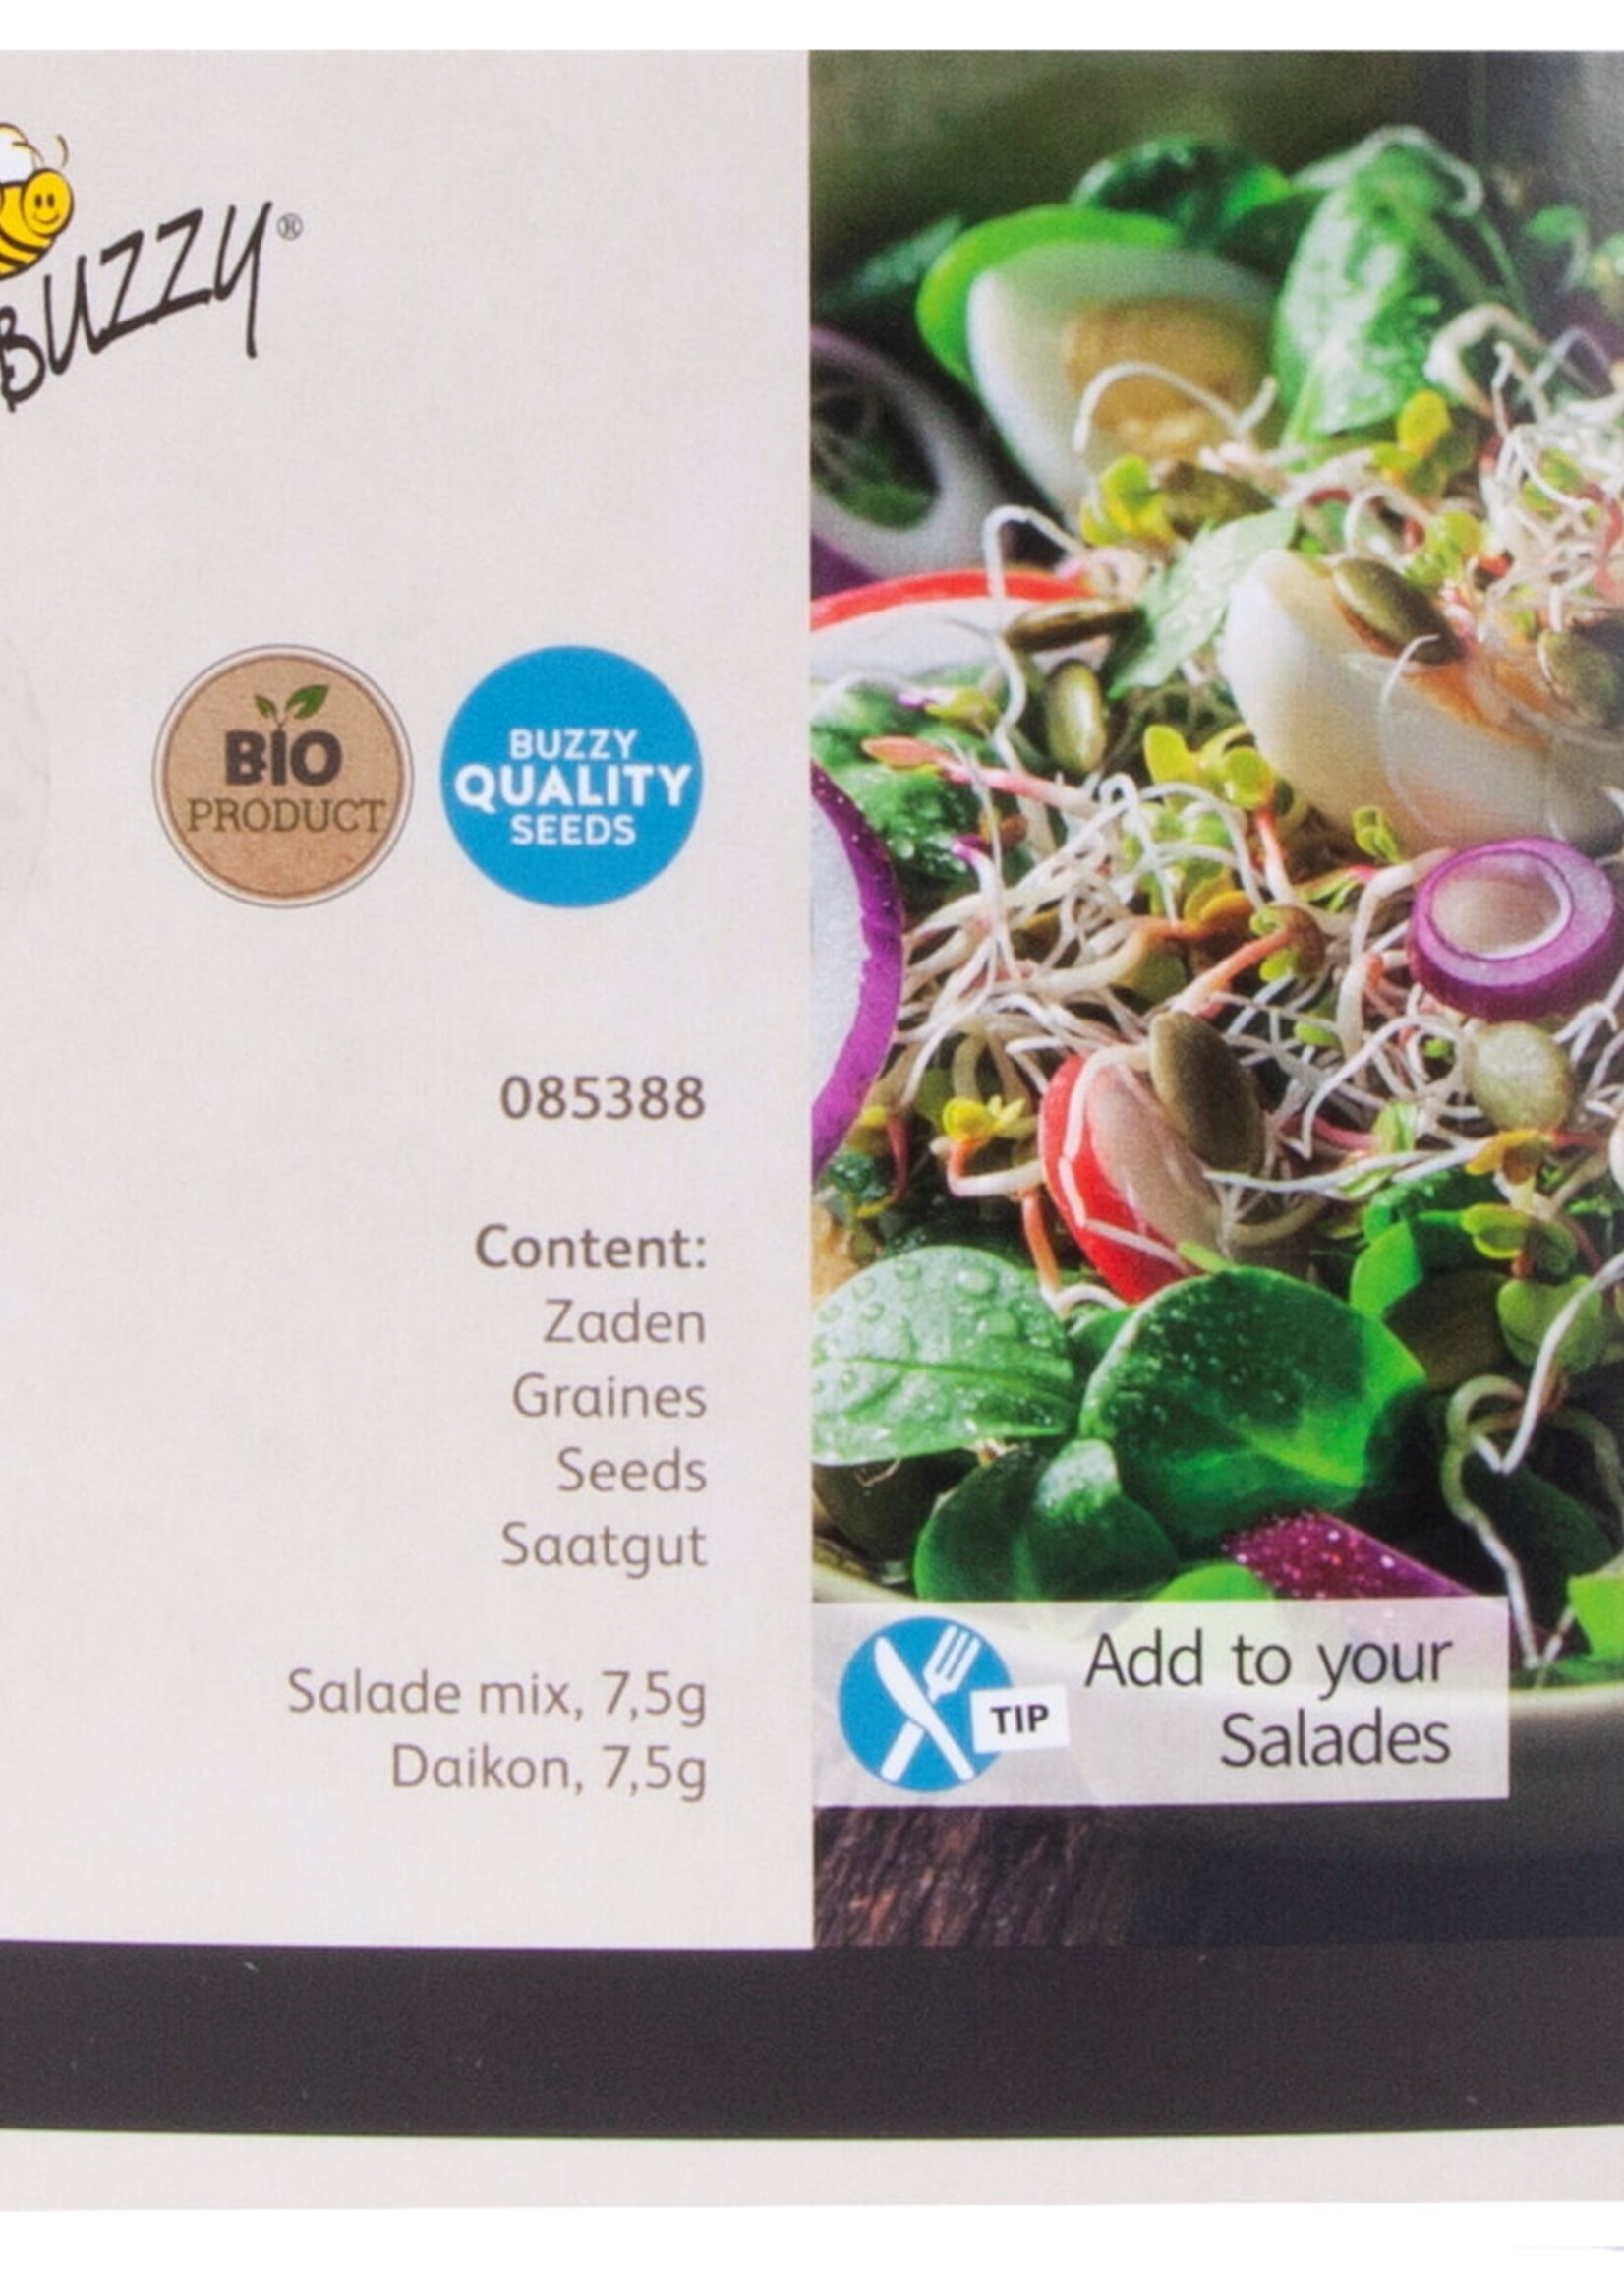 BUZZY®
BIO
PRODUCT
BUZZY
QUALITY
SEEDS
085388
Content:
Zaden
Graines
Seeds
Saatgut
Salade mix, 7,5g
Daikon, 7,5g
TIP
Add to your
Salades